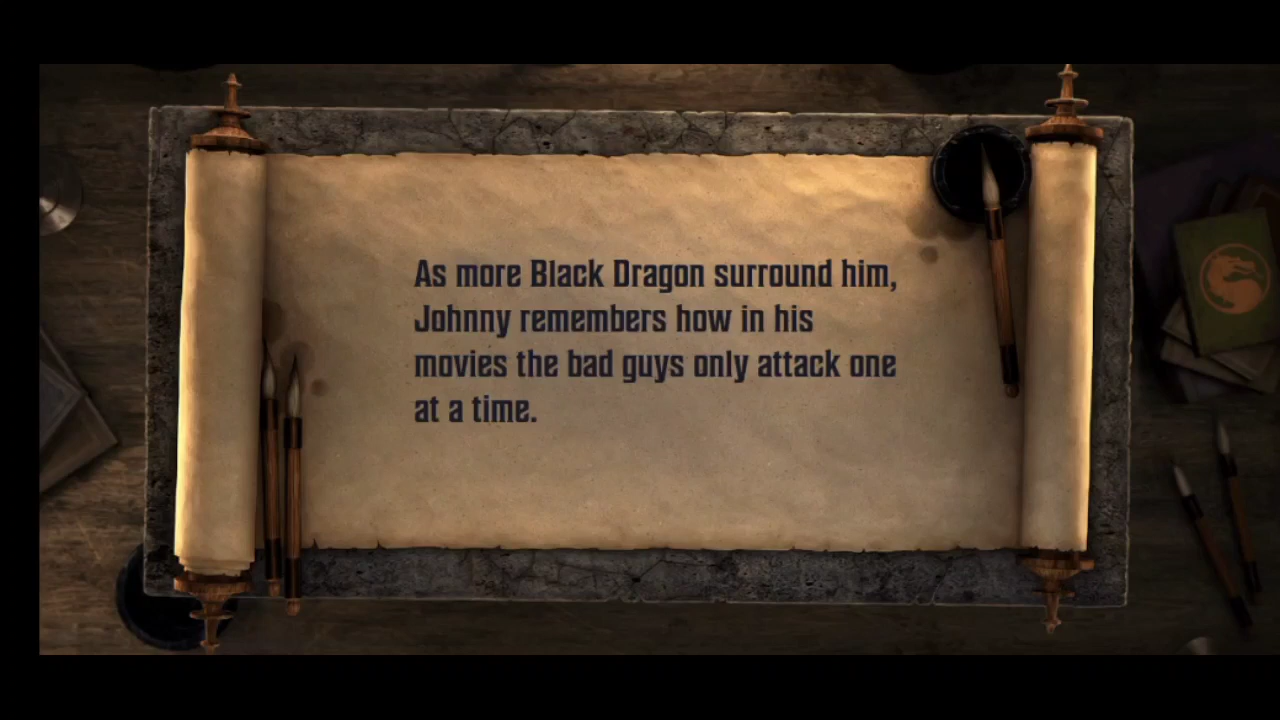 As more Black Dragon surround him,
Johnny remembers how in his
movies the bad guys only attack one
at a time.